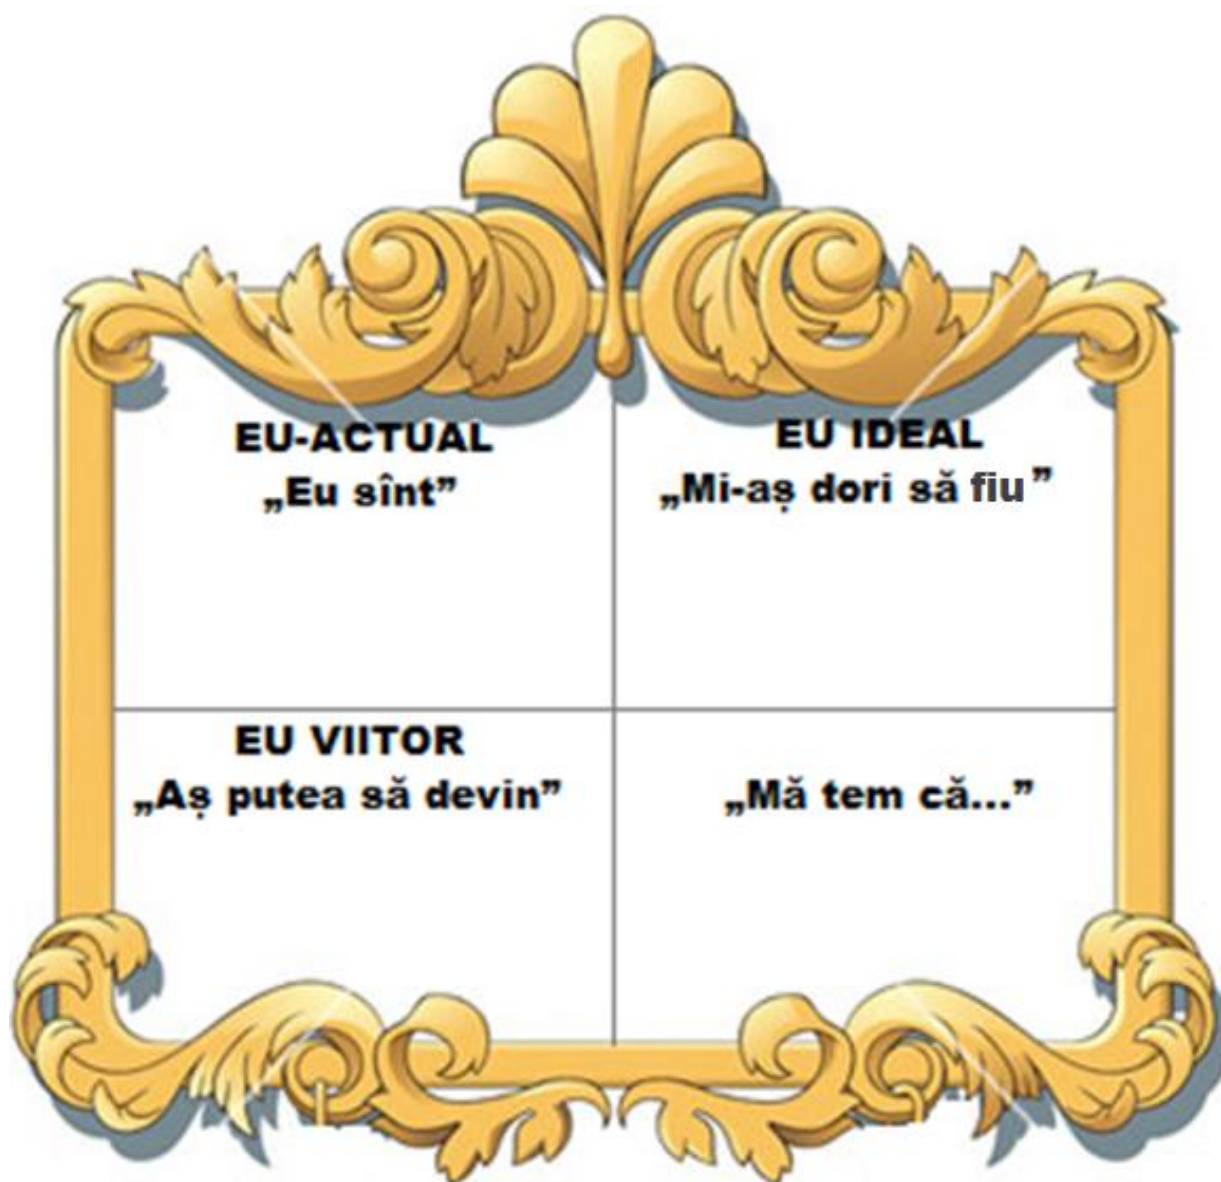 EU-ACTUAL
„Eu sînt”
EU IDEAL
„Mi-aș dori să fiu”
EU VIITOR
„Aș putea să devin”
„Mă tem că...”